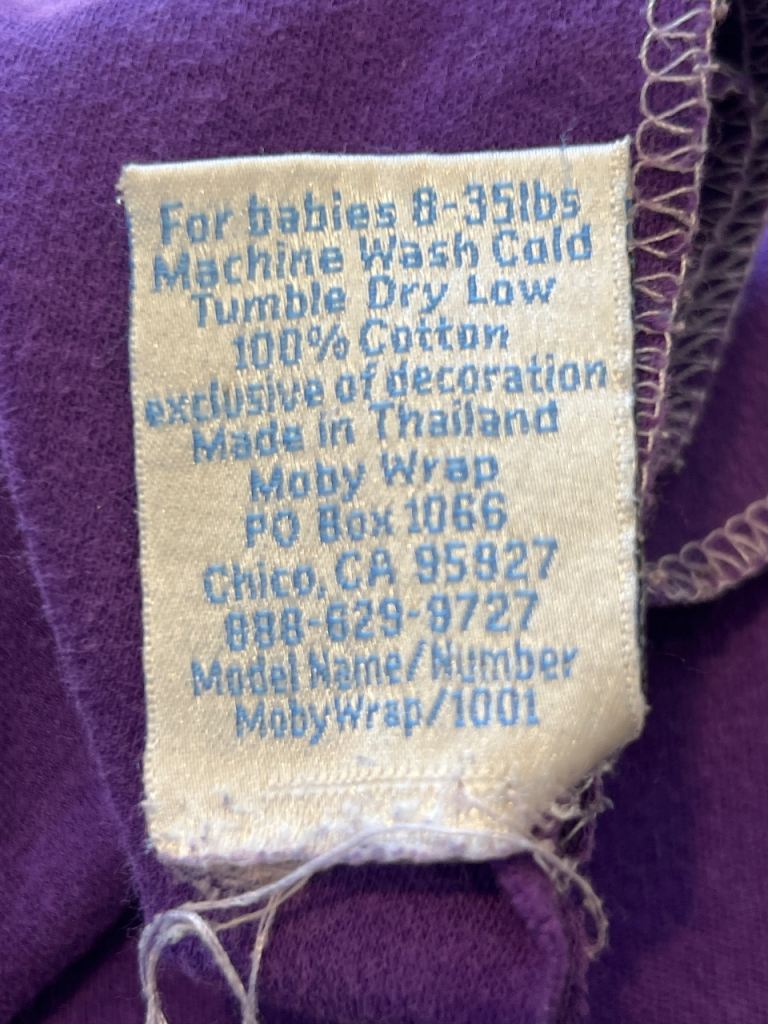 For babies 8-35lbs
Machine Wash Cold
Tumble Dry Low
100% Cotton
exclusive of decoration
Made in Thailand
Moby Wrap
PO Box 1066
Chico, CA 95927
888-629-9727
Model Name/Number
MobyWrap/1001